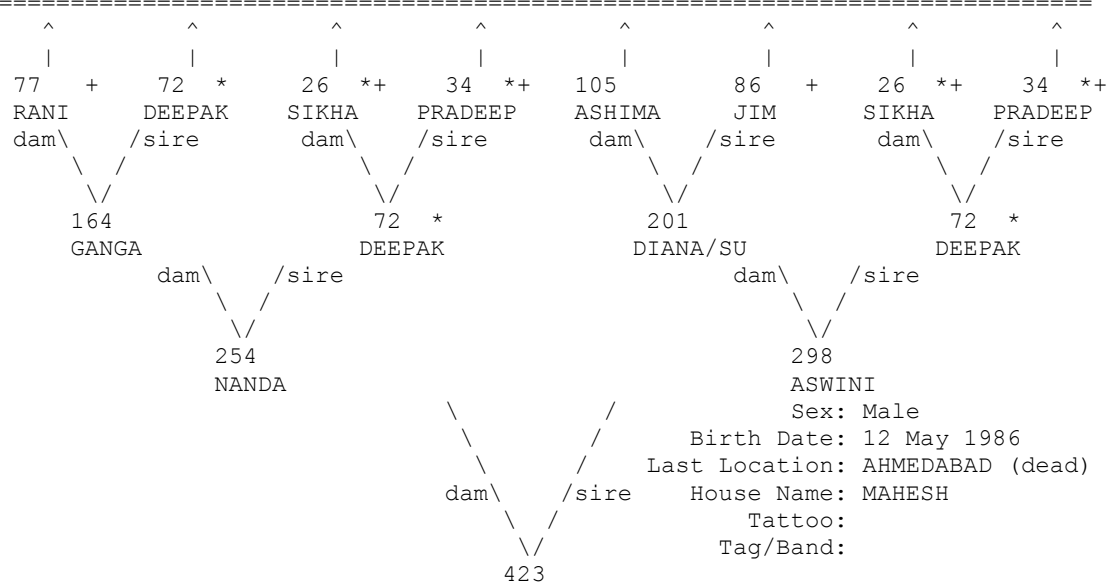 ===========================================================================
^ ^ ^ ^ ^ ^ ^ ^
| | | | | | | |
77 + 72 * 26 *+ 34 *+ 105 86 + 26 *+ 34 *+
RANI DEEPAK SIKHA PRADEEP ASHIMA JIM SIKHA PRADEEP
dam\ /sire dam\ /sire dam\ /sire dam\ /sire
\ / \ / \ / \ /
\/ \/ \/ \/
164 72 * 201 72 *
GANGA DEEPAK DIANA/SU DEEPAK
dam\ /sire dam\ /sire
\ / \ /
\/ \/
254 298
NANDA ASWINI
\ / Sex: Male
\ / Birth Date: 12 May 1986
\ / Last Location: AHMEDABAD (dead)
dam\ /sire House Name: MAHESH
\ / Tattoo:
\/ Tag/Band:
423